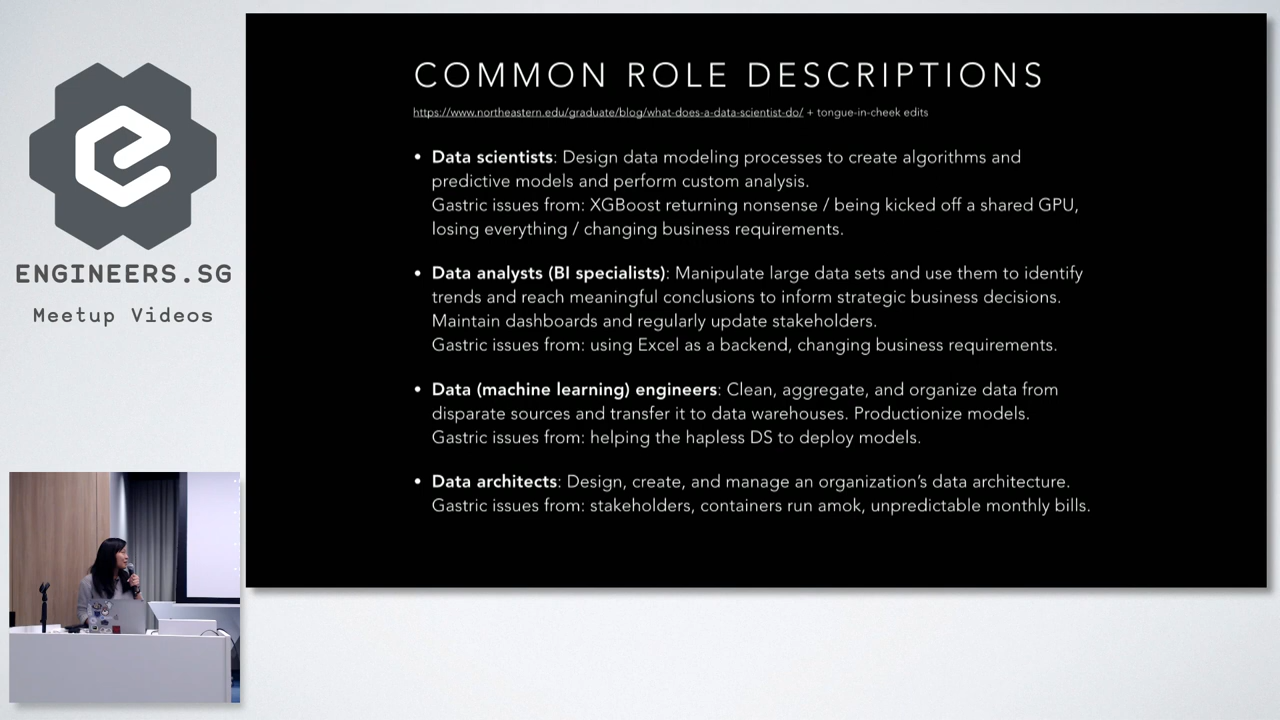 ENGINEERS.SG
Meetup Videos
COMMON ROLE DESCRIPTIONS
https://www.northeastern.edu/graduate/blog/what-does-a-data-scientist-do/ + tongue-in-cheek edits
• Data scientists: Design data modeling processes to create algorithms and
predictive models and perform custom analysis.
Gastric issues from: XGBoost returning nonsense / being kicked off a shared GPU,
losing everything / changing business requirements.
• Data analysts (BI specialists): Manipulate large data sets and use them to identify
trends and reach meaningful conclusions to inform strategic business decisions.
Maintain dashboards and regularly update stakeholders.
Gastric issues from: using Excel as a backend, changing business requirements.
• Data (machine learning) engineers: Clean, aggregate, and organize data from
disparate sources and transfer it to data warehouses. Productionize models.
Gastric issues from: helping the hapless DS to deploy models.
• Data architects: Design, create, and manage an organization’s data architecture.
Gastric issues from: stakeholders, containers run amok, unpredictable monthly bills.